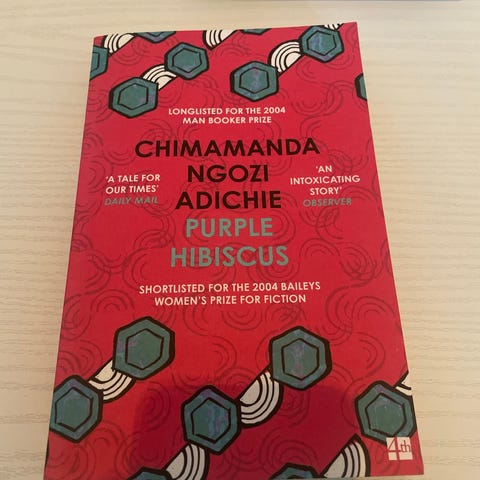 LONGLISTED FOR THE 2004
MAN BOOKER PRIZE
CHIMAMANDA
NGOZI
ADICHIE
'A TALE FOR
OUR TIMES'
DAILY MAIL
'AN
INTOXICATING
STORY'
OBSERVER
PURPLE
HIBISCUS
SHORTLISTED FOR THE 2004 BAILEYS
WOMEN'S PRIZE FOR FICTION
4th